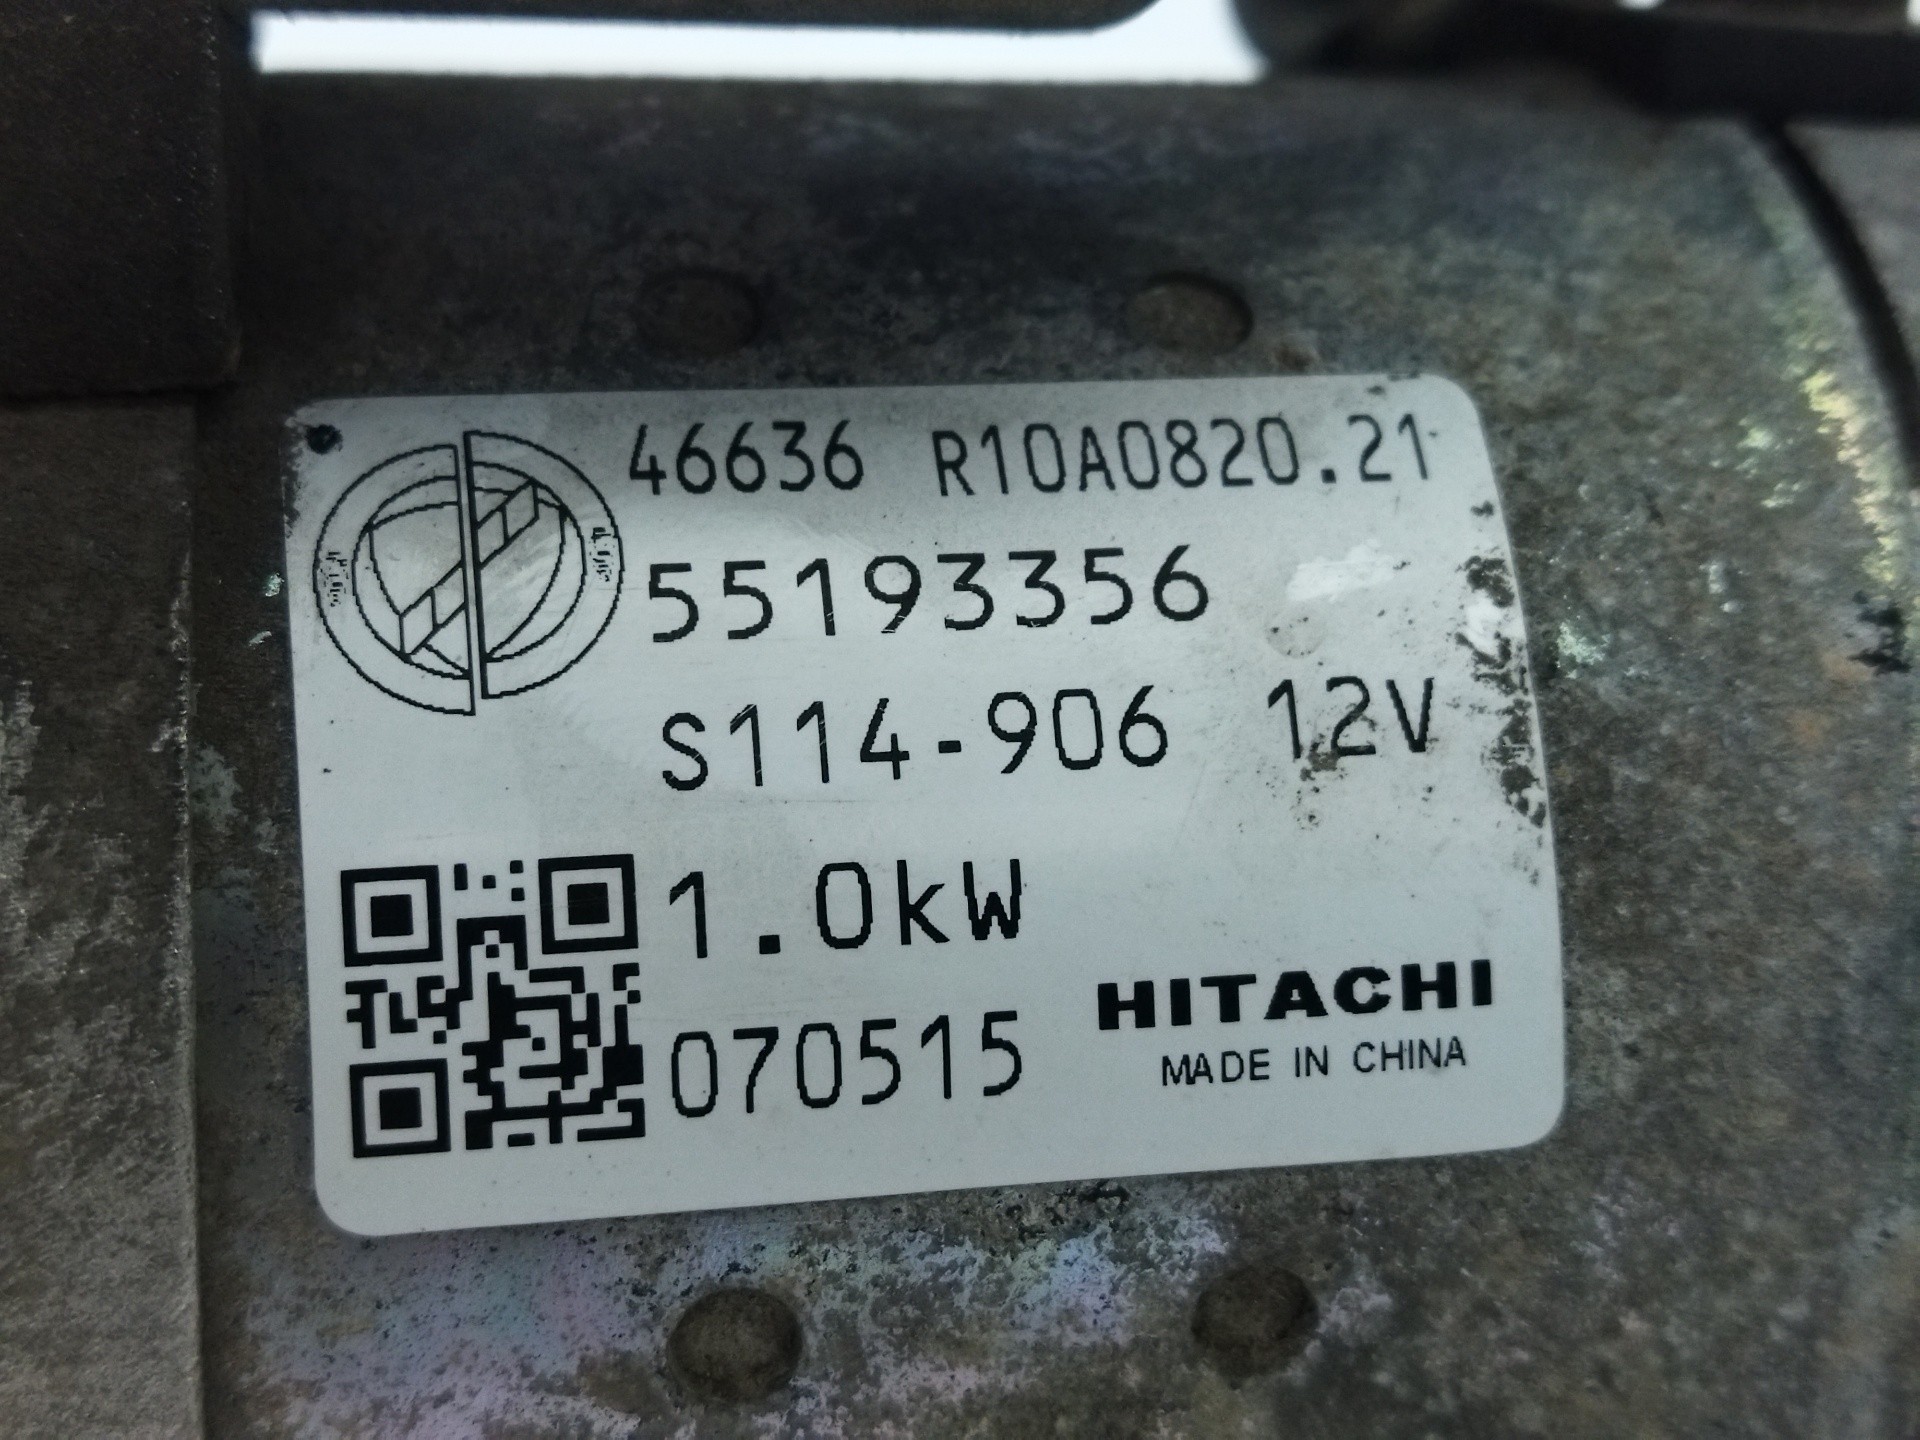 46636 R10A0820.21
55193356
S114-906 12V
1.0kW
070515
HITACHI
MADE IN CHINA